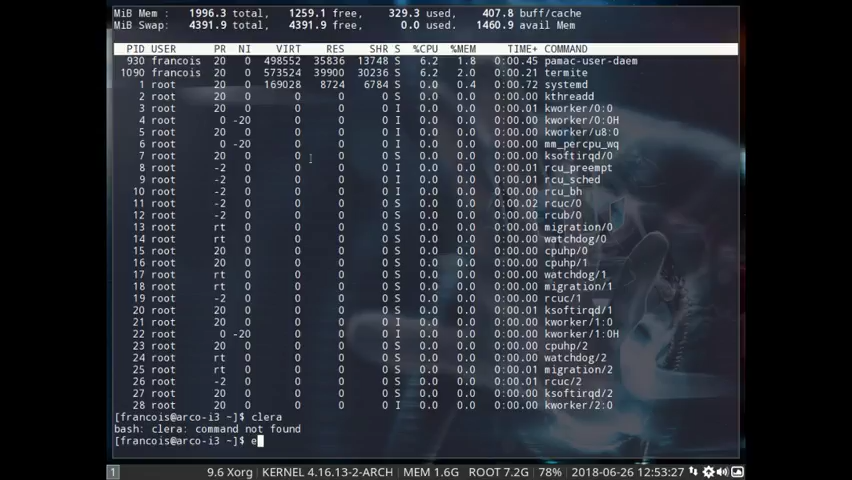 MiB Mem : 1996.3 total, 1259.1 free, 329.3 used, 407.8 buff/cache
MiB Swap: 4391.9 total, 4391.9 free, 0.0 used. 1460.9 avail Mem
PID USER PR NI VIRT RES SHR S %CPU %MEM TIME+ COMMAND
930 francois 20 0 498552 35836 13748 S 6.2 1.8 0:00.45 pamac-user-daem
1090 francois 20 0 573524 39900 30236 S 6.2 2.0 0:00.21 termite
1 root 20 0 169028 8724 6784 S 0.0 0.4 0:00.72 systemd
2 root 20 0 0 0 0 S 0.0 0.0 0:00.00 kthreadd
3 root 20 0 0 0 0 I 0.0 0.0 0:00.01 kworker/0:0
4 root 0 -20 0 0 0 I 0.0 0.0 0:00.00 kworker/0:0H
5 root 20 0 0 0 0 I 0.0 0.0 0:00.00 kworker/u8:0
6 root 0 -20 0 0 0 I 0.0 0.0 0:00.00 mm_percpu_wq
7 root 20 0 0 0 0 S 0.0 0.0 0:00.00 ksoftirqd/0
8 root -2 0 0 0 0 I 0.0 0.0 0:00.01 rcu_preempt
9 root -2 0 0 0 0 I 0.0 0.0 0:00.01 rcu_sched
10 root -2 0 0 0 0 I 0.0 0.0 0:00.00 rcu_bh
11 root -2 0 0 0 0 S 0.0 0.0 0:00.02 rcuc/0
12 root -2 0 0 0 0 S 0.0 0.0 0:00.00 rcub/0
13 root rt 0 0 0 0 S 0.0 0.0 0:00.00 migration/0
14 root rt 0 0 0 0 S 0.0 0.0 0:00.00 watchdog/0
15 root 20 0 0 0 0 S 0.0 0.0 0:00.00 cpuhp/0
16 root 20 0 0 0 0 S 0.0 0.0 0:00.00 cpuhp/1
17 root rt 0 0 0 0 S 0.0 0.0 0:00.00 watchdog/1
18 root rt 0 0 0 0 S 0.0 0.0 0:00.01 migration/1
19 root -2 0 0 0 0 S 0.0 0.0 0:00.00 rcuc/1
20 root 20 0 0 0 0 S 0.0 0.0 0:00.01 ksoftirqd/1
21 root 20 0 0 0 0 I 0.0 0.0 0:00.00 kworker/1:0
22 root 0 -20 0 0 0 I 0.0 0.0 0:00.00 kworker/1:0H
23 root 20 0 0 0 0 S 0.0 0.0 0:00.00 cpuhp/2
24 root rt 0 0 0 0 S 0.0 0.0 0:00.00 watchdog/2
25 root rt 0 0 0 0 S 0.0 0.0 0:00.01 migration/2
26 root -2 0 0 0 0 S 0.0 0.0 0:00.01 rcuc/2
27 root 20 0 0 0 0 S 0.0 0.0 0:00.00 ksoftirqd/2
28 root 20 0 0 0 0 I 0.0 0.0 0:00.00 kworker/2:0
[francois@arco-i3 ~]$ clera
bash: clera: command not found
[francois@arco-i3 ~]$ e
1 9.6 Xorg KERNEL 4.16.13-2-ARCH MEM 1.6G ROOT 7.2G 78% 2018-06-26 12:53:27